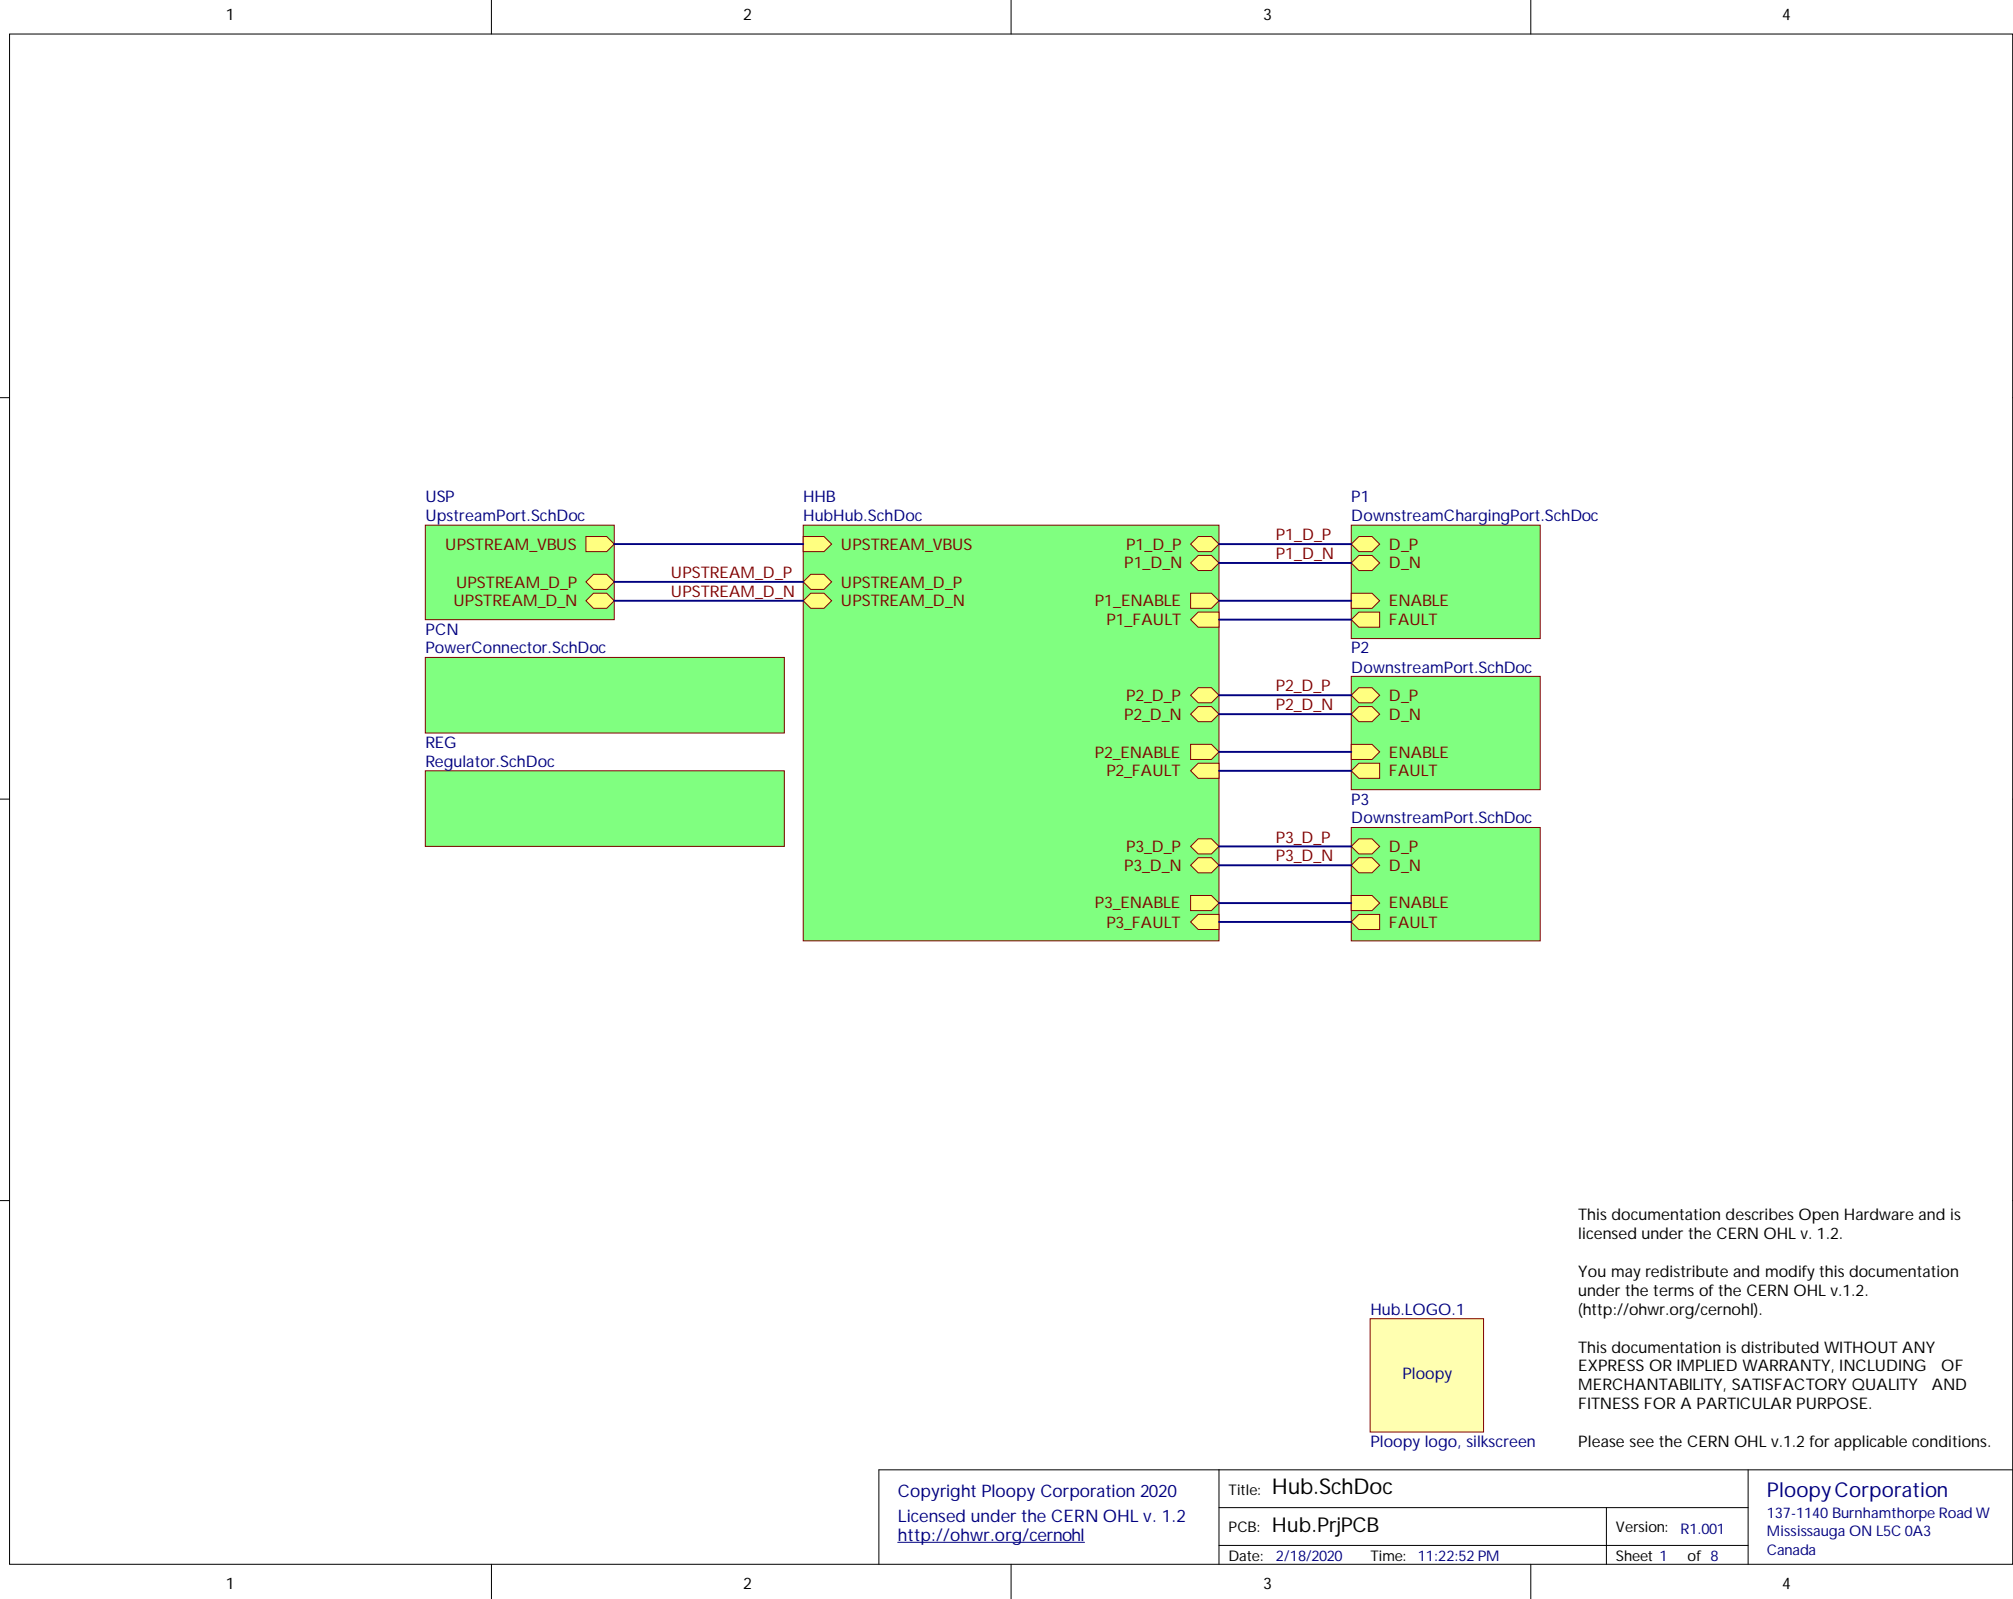 1 2 3 4
USP
UpstreamPort.SchDoc
UPSTREAM_VBUS
UPSTREAM_D_P
UPSTREAM_D_N
UPSTREAM_D_P
UPSTREAM_D_N
PCN
PowerConnector.SchDoc
REG
Regulator.SchDoc
HHB
HubHub.SchDoc
UPSTREAM_VBUS
UPSTREAM_D_P
UPSTREAM_D_N
P1_D_P
P1_D_N
P1_ENABLE
P1_FAULT
P2_D_P
P2_D_N
P2_ENABLE
P2_FAULT
P3_D_P
P3_D_N
P3_ENABLE
P3_FAULT
P1_D_P
P1_D_N
P2_D_P
P2_D_N
P3_D_P
P3_D_N
P1
DownstreamChargingPort.SchDoc
D_P
D_N
ENABLE
FAULT
P2
DownstreamPort.SchDoc
D_P
D_N
ENABLE
FAULT
P3
DownstreamPort.SchDoc
D_P
D_N
ENABLE
FAULT
Hub.LOGO.1
Ploopy
Ploopy logo, silkscreen
This documentation describes Open Hardware and is
licensed under the CERN OHL v. 1.2.
You may redistribute and modify this documentation
under the terms of the CERN OHL v.1.2.
(http://ohwr.org/cernohl).
This documentation is distributed WITHOUT ANY
EXPRESS OR IMPLIED WARRANTY, INCLUDING OF
MERCHANTABILITY, SATISFACTORY QUALITY AND
FITNESS FOR A PARTICULAR PURPOSE.
Please see the CERN OHL v.1.2 for applicable conditions.
Copyright Ploopy Corporation 2020
Licensed under the CERN OHL v. 1.2
http://ohwr.org/cernohl
Title: Hub.SchDoc
PCB: Hub.PrjPCB
Version: R1.001
Date: 2/18/2020 Time: 11:22:52 PM
Sheet 1 of 8
Ploopy Corporation
137-1140 Burnhamthorpe Road W
Mississauga ON L5C 0A3
Canada
1 2 3 4